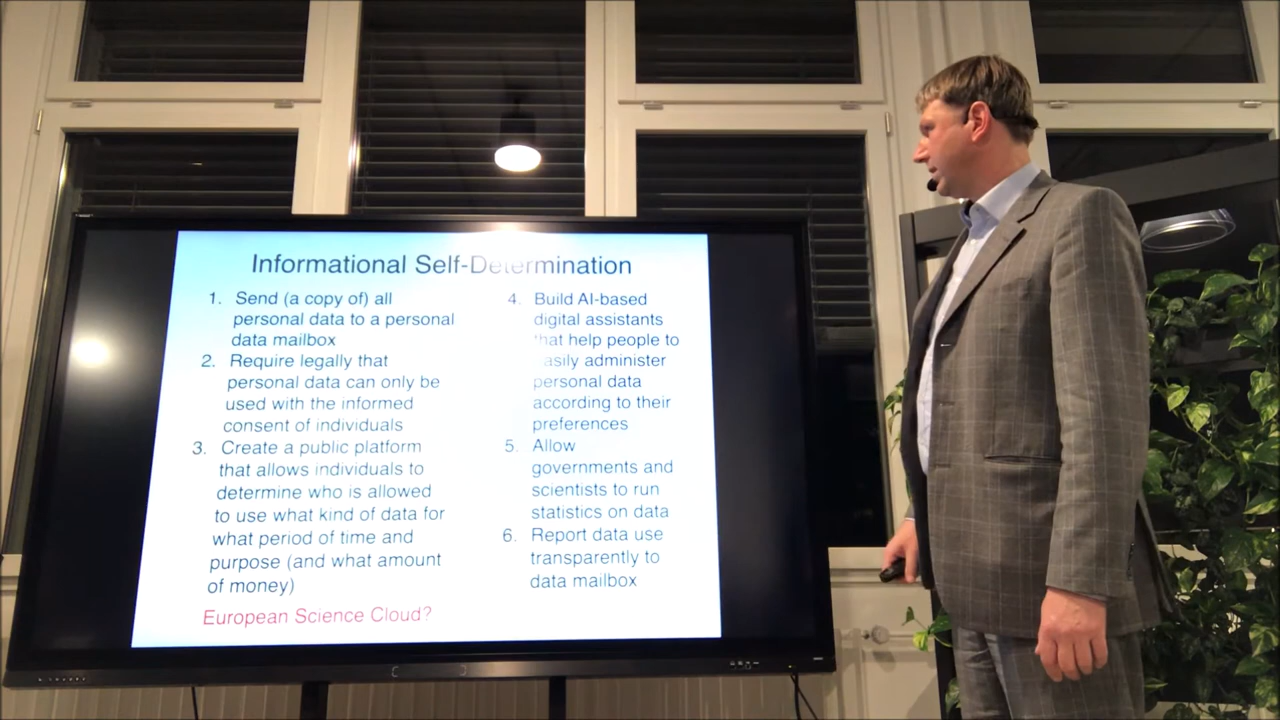 Informational Self-Determination
1. Send (a copy of) all
personal data to a personal
data mailbox
2. Require legally that
personal data can only be
used with the informed
consent of individuals
3. Create a public platform
that allows individuals to
determine who is allowed
to use what kind of data for
what period of time and
purpose (and what amount
of money)
European Science Cloud?
4. Build AI-based
digital assistants
that help people to
easily administer
personal data
according to their
preferences
5. Allow
governments and
scientists to run
statistics on data
6. Report data use
transparently to
data mailbox